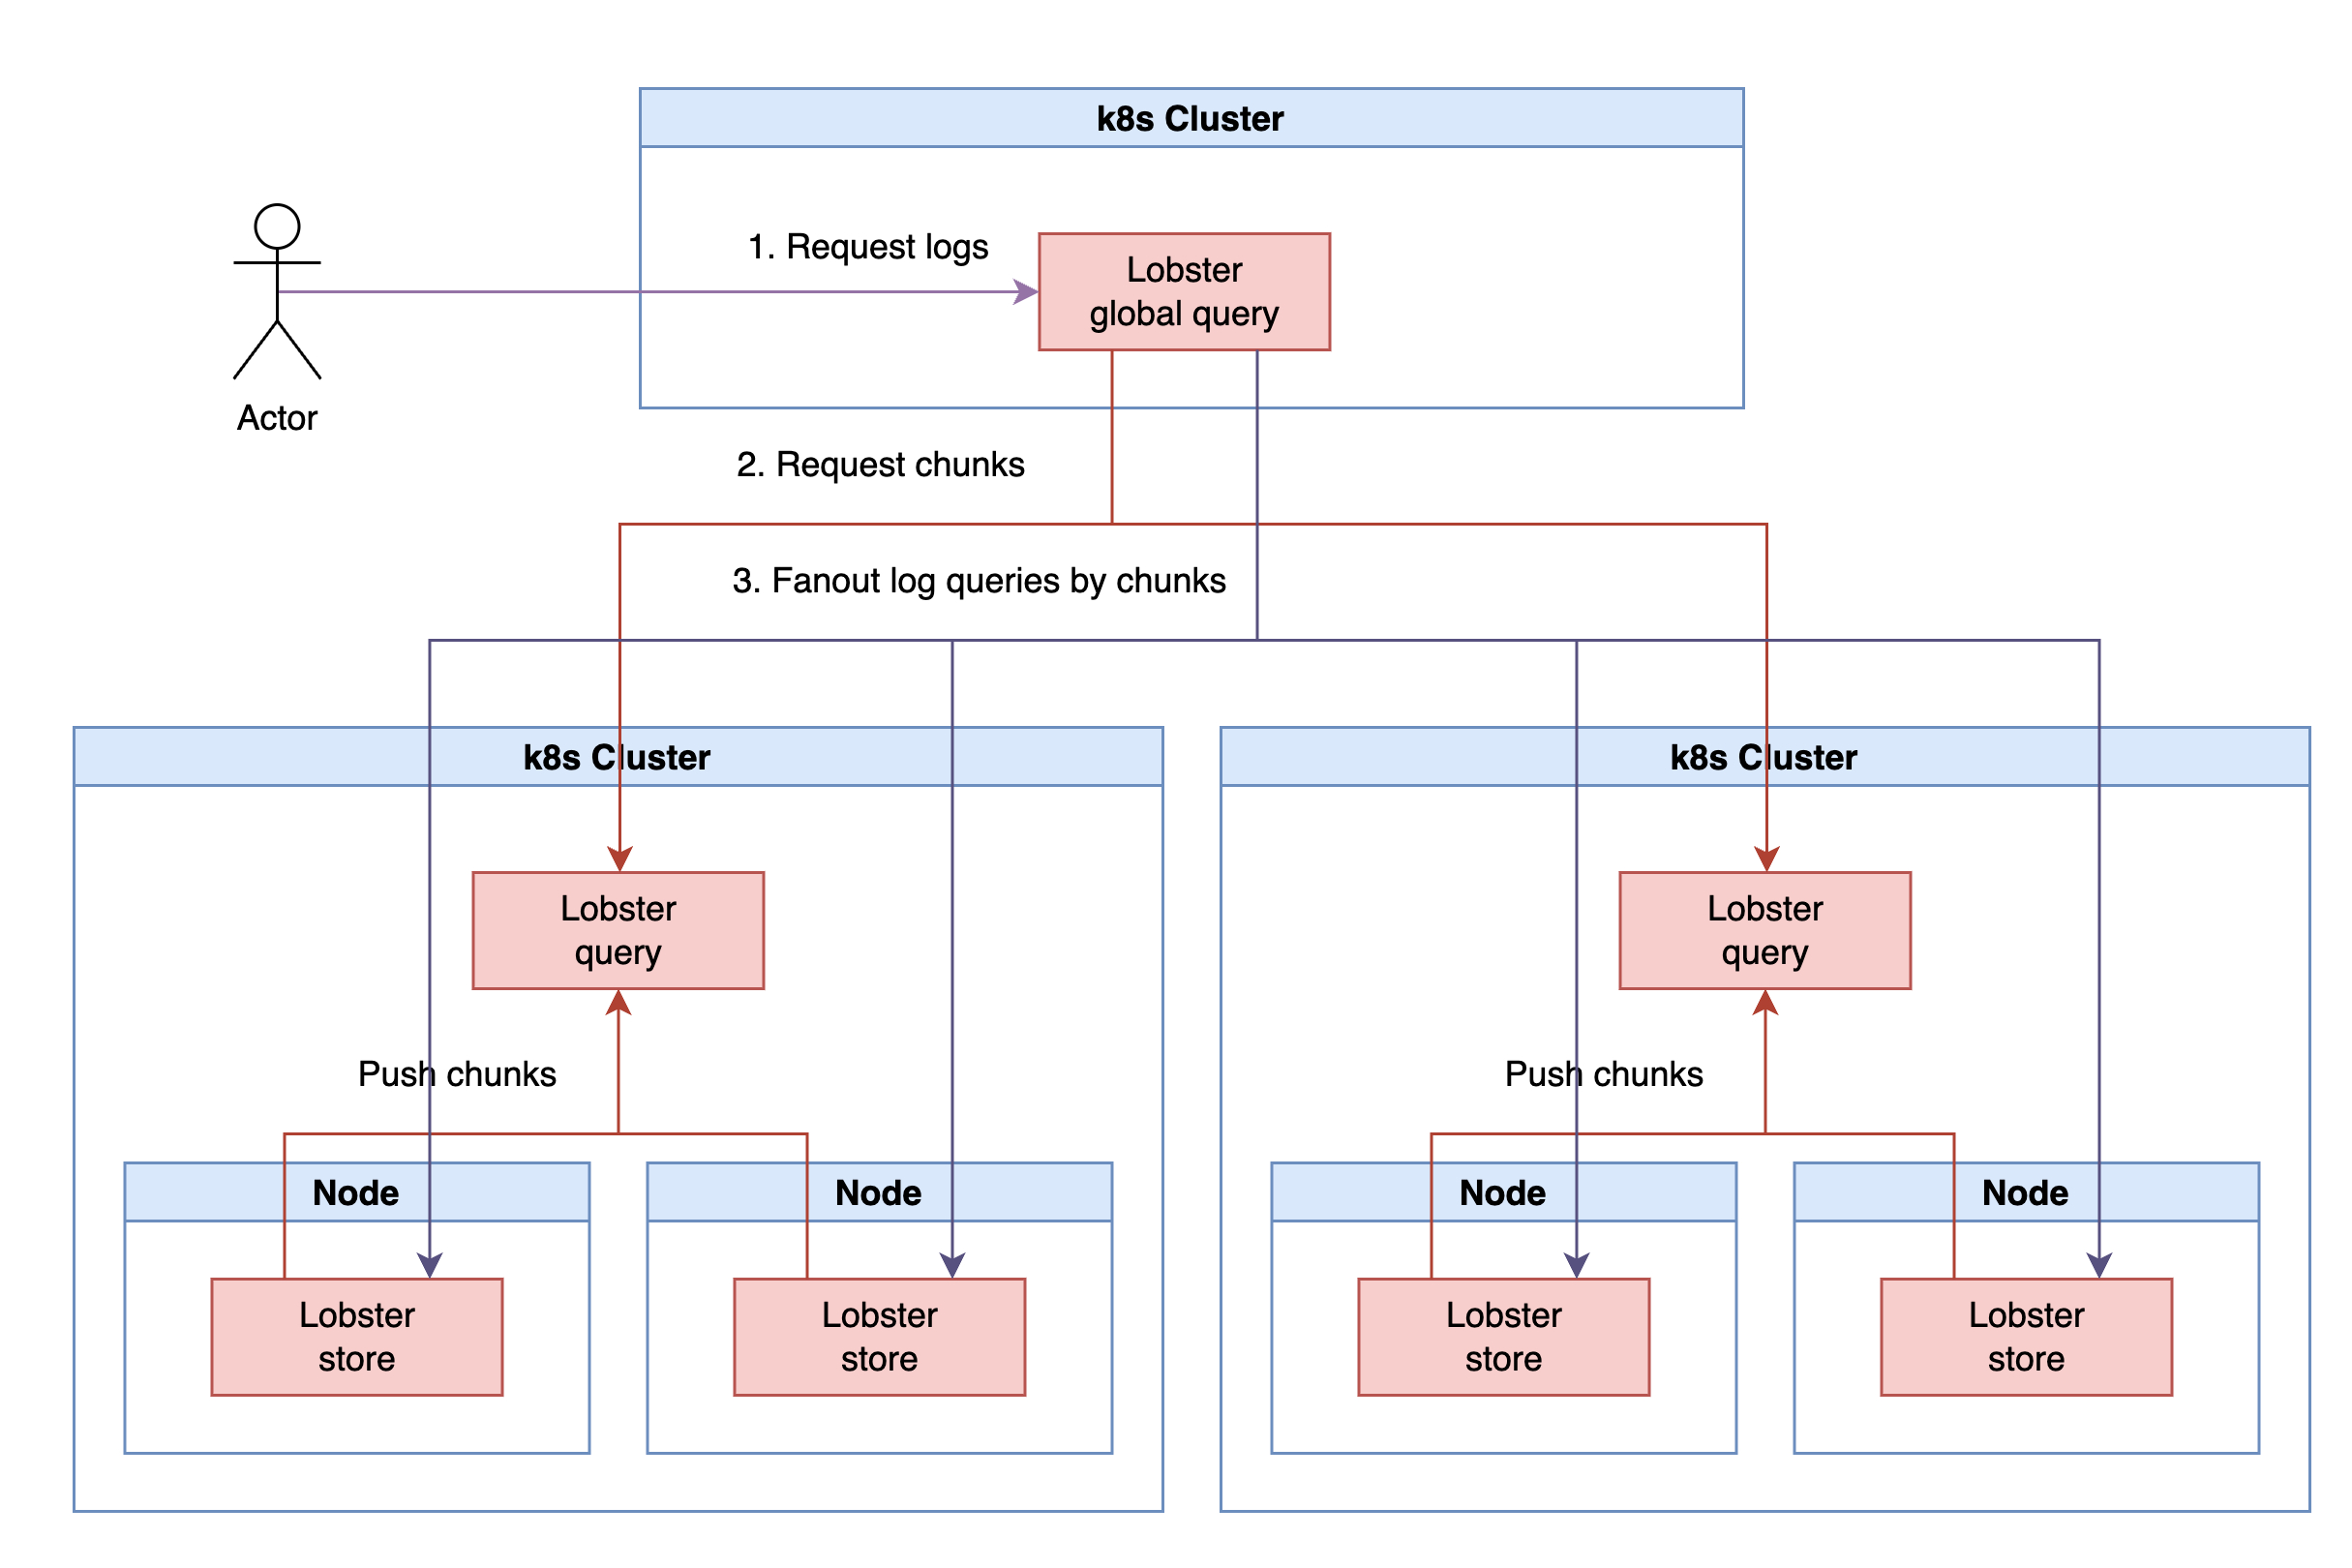 k8s Cluster
1. Request logs
Lobster
global query
Actor
2. Request chunks
3. Fanout log queries by chunks
k8s Cluster
k8s Cluster
Lobster
query
Lobster
query
Push chunks
Push chunks
Node
Node
Node
Node
Lobster
store
Lobster
store
Lobster
store
Lobster
store